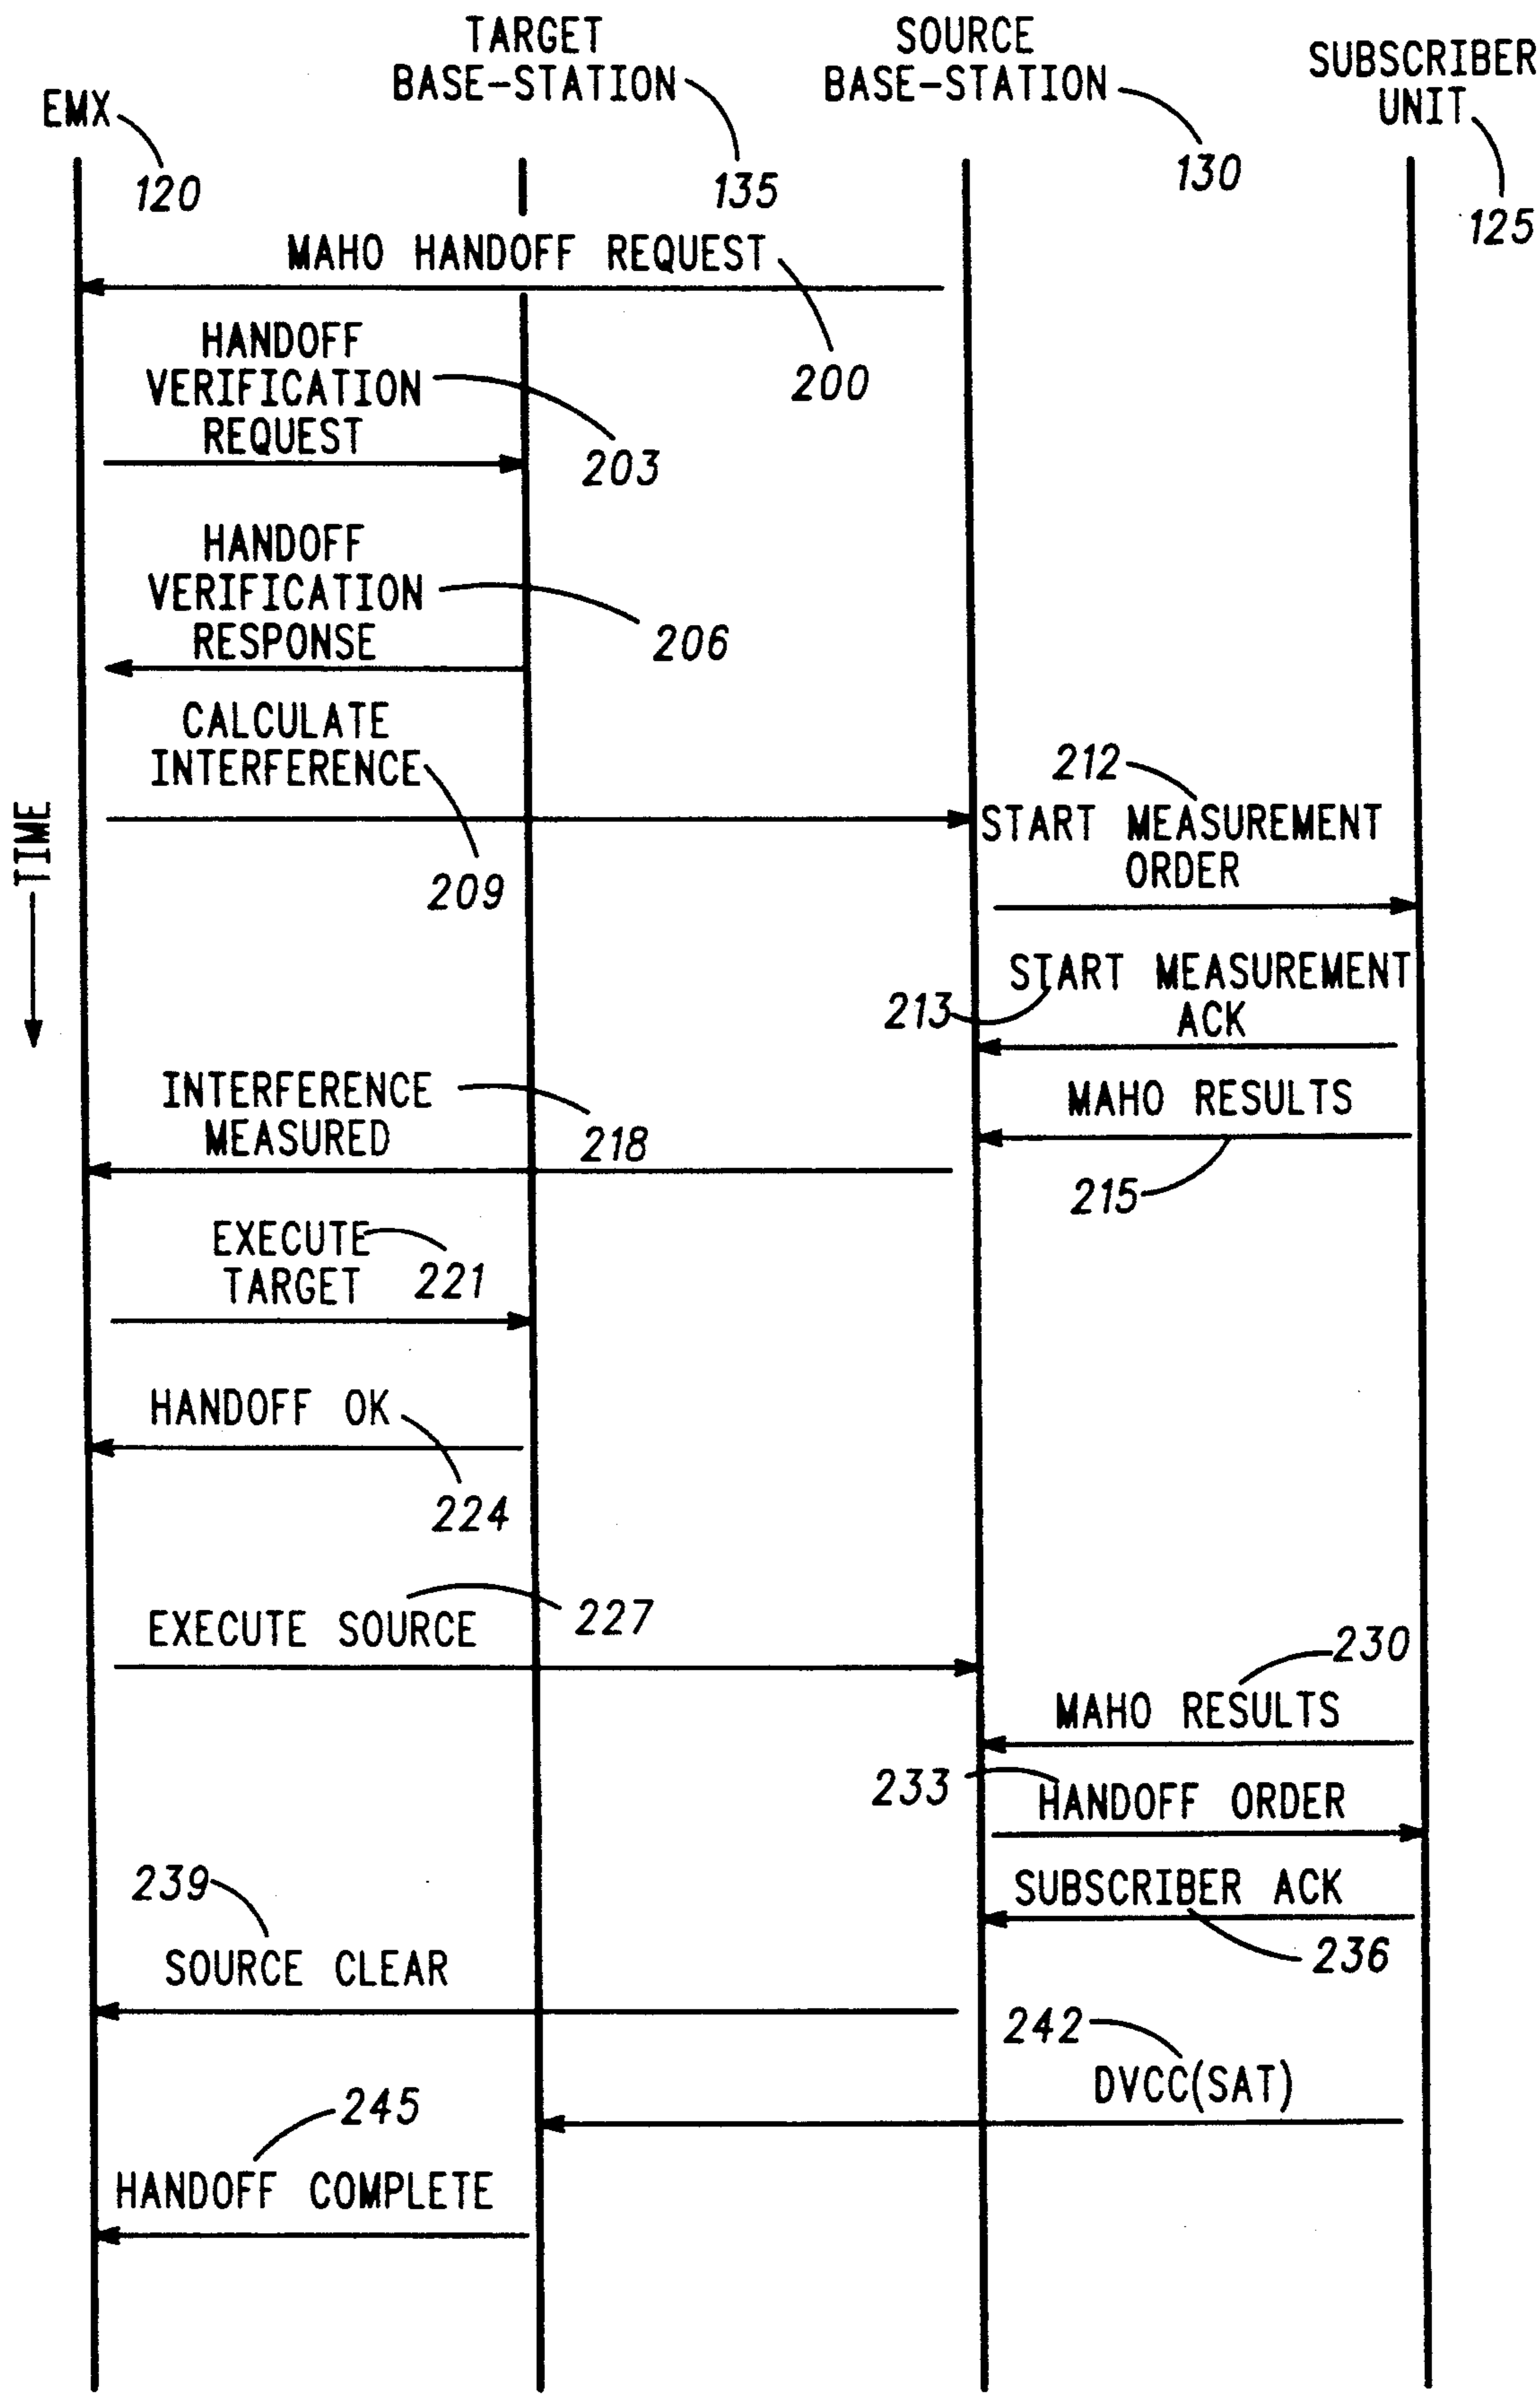 TARGET
BASE-STATION
SOURCE
BASE-STATION
SUBSCRIBER
UNIT
EMX
120
135
130
125
MAHO HANDOFF REQUEST
200
HANDOFF
VERIFICATION
REQUEST
203
HANDOFF
VERIFICATION
RESPONSE
206
CALCULATE
INTERFERENCE
209
212
START MEASUREMENT
ORDER
TIME
START MEASUREMENT
ACK
213
INTERFERENCE
MEASURED
218
MAHO RESULTS
215
EXECUTE
TARGET
221
HANDOFF OK
224
EXECUTE SOURCE
227
230
MAHO RESULTS
233
HANDOFF ORDER
239
SUBSCRIBER ACK
236
SOURCE CLEAR
242
DVCC(SAT)
245
HANDOFF COMPLETE